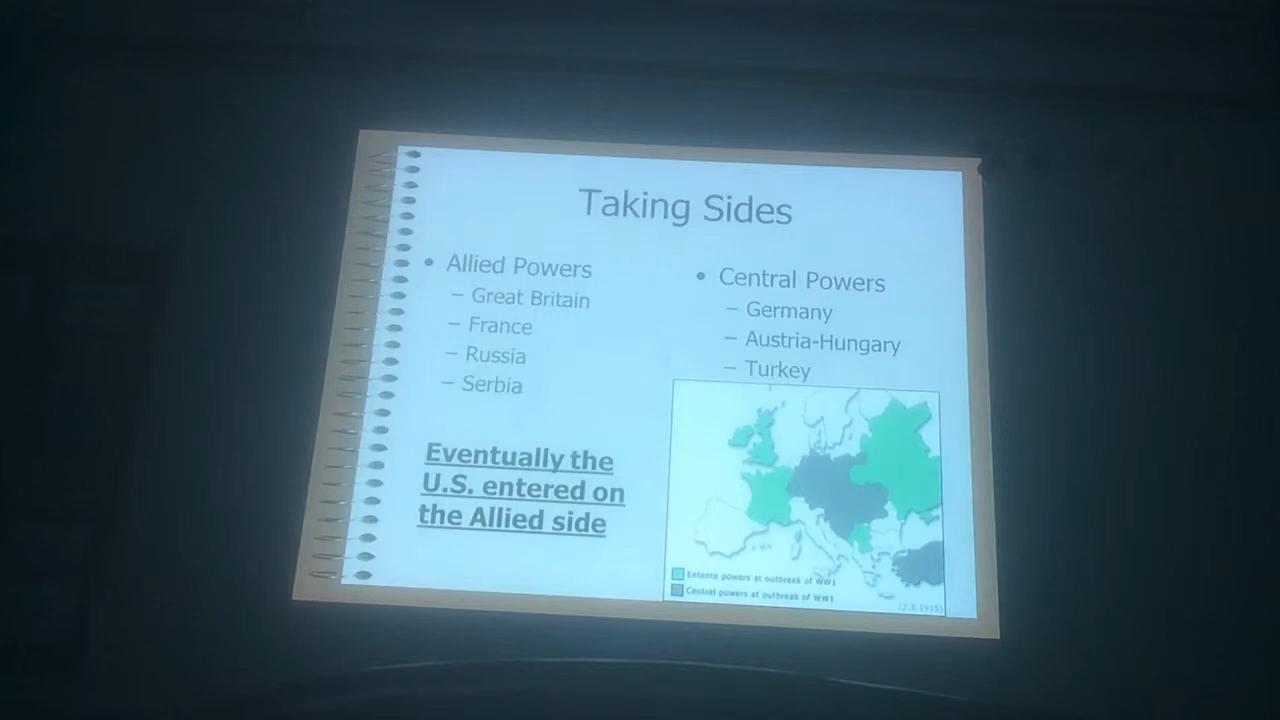 Taking Sides
• Allied Powers
– Great Britain
– France
– Russia
– Serbia
Eventually the
U.S. entered on
the Allied side
• Central Powers
– Germany
– Austria-Hungary
– Turkey
Entente powers at outbreak of WW1
Central powers at outbreak of WW1